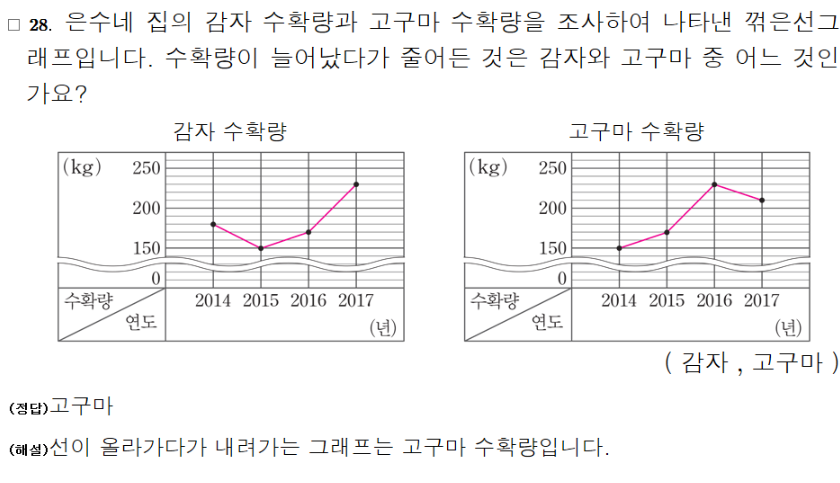 □ 28. 은수네 집의 감자 수확량과 고구마 수확량을 조사하여 나타낸 꺾은선그
래프입니다. 수확량이 늘어났다가 줄어든 것은 감자와 고구마 중 어느 것인
가요?
감자 수확량
(kg) 250
200
150
0
수확량
연도
2014 2015 2016 2017
(년)
고구마 수확량
(kg) 250
200
150
0
수확량
연도
2014 2015 2016 2017
(년)
( 감자 , 고구마 )
(정답)고구마
(해설)선이 올라가다가 내려가는 그래프는 고구마 수확량입니다.